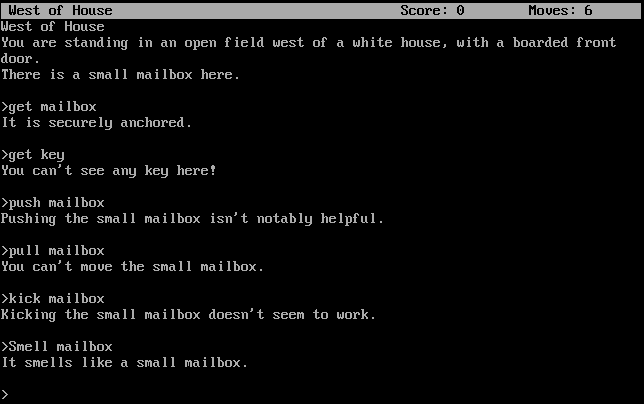 West of House Score: 0 Moves: 6
West of House
You are standing in an open field west of a white house, with a boarded front
door.
There is a small mailbox here.
>get mailbox
It is securely anchored.
>get key
You can't see any key here!
>push mailbox
Pushing the small mailbox isn't notably helpful.
>pull mailbox
You can't move the small mailbox.
>kick mailbox
Kicking the small mailbox doesn't seem to work.
>Smell mailbox
It smells like a small mailbox.
>